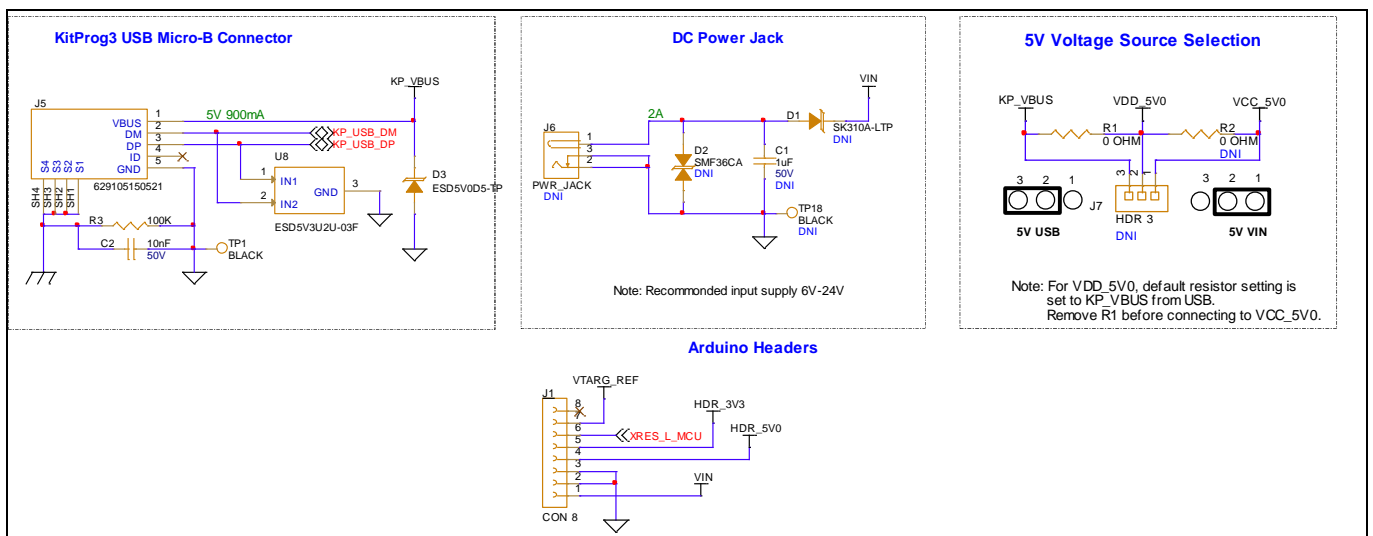 KitProg3 USB Micro-B Connector
KP_VBUS
J5
VBUS
DM
DP
ID
GND
1
2
3
4
5
5V 900mA
KP_USB_DM
KP_USB_DP
S4
S3
S2
S1
SH4
SH3
SH2
SH1
629105150521
U8
1
IN1
2
IN2
GND
3
ESD5V3U2U-03F
D3
ESD5V0D5-TP
R3
100K
C2
10nF
50V
TP1
BLACK
DC Power Jack
VIN
2A
D1
SK310A-LTP
J6
1
3
2
PWR_JACK
DNI
D2
SMF36CA
DNI
C1
1uF
50V
DNI
TP18
BLACK
DNI
Note: Recommonded input supply 6V-24V
5V Voltage Source Selection
KP_VBUS
VDD_5V0
VCC_5V0
R1
0 OHM
R2
0 OHM
DNI
3
2
1
3 2 1
J7
HDR 3
DNI
3 2 1
5V USB
5V VIN
Note: For VDD_5V0, default resistor setting is
set to KP_VBUS from USB.
Remove R1 before connecting to VCC_5V0.
Arduino Headers
VTARG_REF
J1
8
7
6
5
4
3
2
1
XRES_L_MCU
HDR_3V3
HDR_5V0
VIN
CON 8